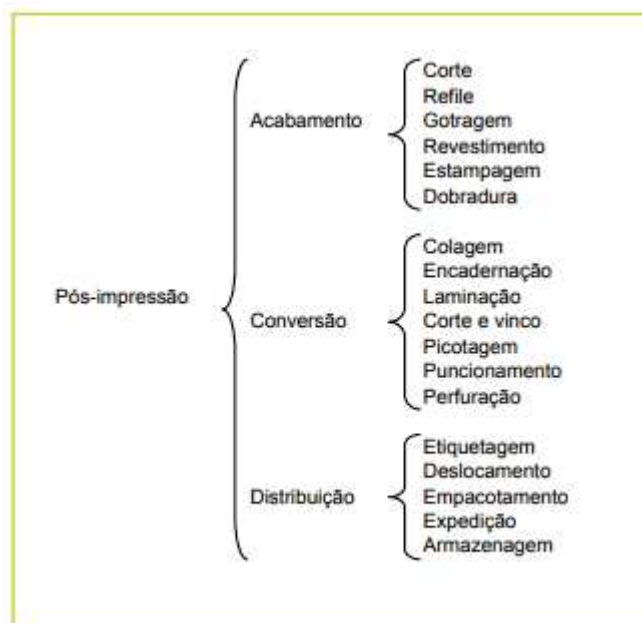 Acabamento
Corte
Refile
Gotragem
Revestimento
Estampagem
Dobradura
Pós-impressão
Conversão
Colagem
Encadernação
Laminação
Corte e vinco
Picotagem
Puncionamento
Perfuração
Distribuição
Etiquetagem
Deslocamento
Empacotamento
Expedição
Armazenagem